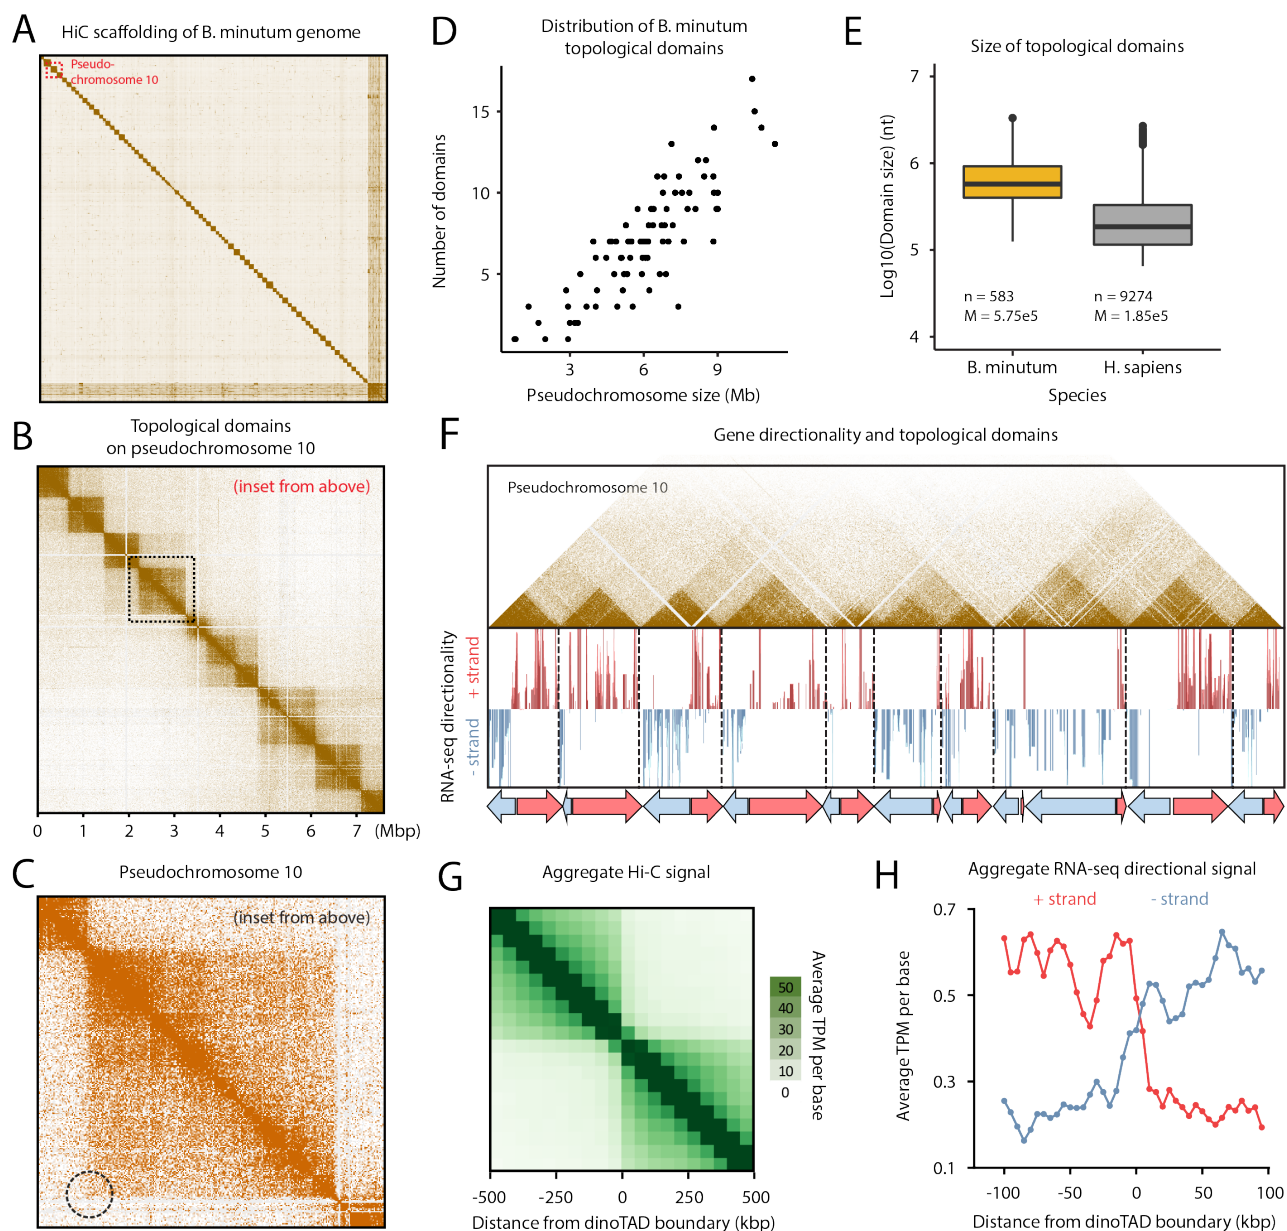 A
HiC scaffolding of B. minutum genome
Pseudo-
chromosome 10
B
Topological domains
on pseudochromosome 10
(inset from above)
0 1 2 3 4 5 6 7 (Mbp)
C
Pseudochromosome 10
(inset from above)
D
Distribution of B. minutum
topological domains
Number of domains
15
10
5
3 6 9
Pseudochromosome size (Mb)
E
Size of topological domains
Log10(Domain size) (nt)
7
6
5
4
n = 583
M = 5.75e5
n = 9274
M = 1.85e5
B. minutum H. sapiens
Species
F
Gene directionality and topological domains
Pseudochromosome 10
RNA-seq directionality
- strand + strand
G
Aggregate Hi-C signal
50
40
30
20
10
0
Average TPM per base
-500 -250 0 250 500 kbp
Distance from dinoTAD boundary (kbp)
H
Aggregate RNA-seq directional signal
+ strand - strand
Average TPM per base
0.7
0.5
0.3
0.1
-100 -50 0 50 100
Distance from dinoTAD boundary (kbp)